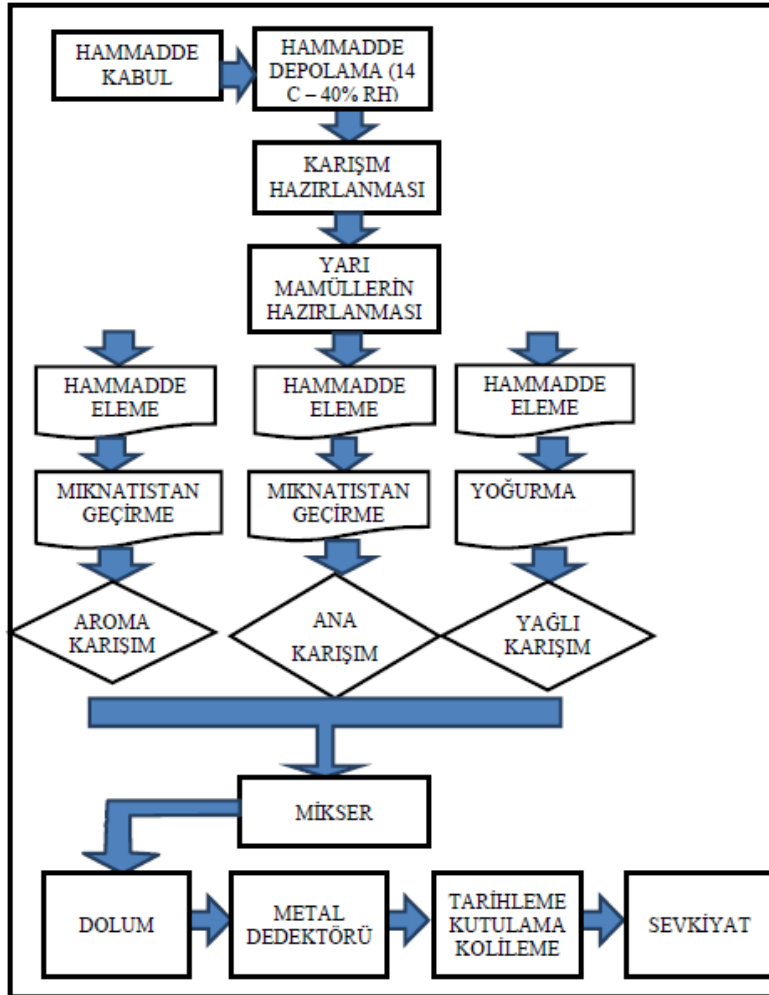 HAMMADDE
KABUL
HAMMADDE
DEPOLAMA (14
C – 40% RH)
KARIŞIM
HAZIRLANMASI
YARI
MAMÜLLERİN
HAZIRLANMASI
HAMMADDE
ELEME
HAMMADDE
ELEME
HAMMADDE
ELEME
MIKNATISTAN
GEÇİRME
MIKNATISTAN
GEÇİRME
YOĞURMA
AROMA
KARIŞIM
ANA
KARIŞIM
YAĞLI
KARIŞIM
MİKSER
DOLUM
METAL
DEDEKTÖRÜ
TARİHLEME
KUTULAMA
KOLİLEME
SEVKİYAT